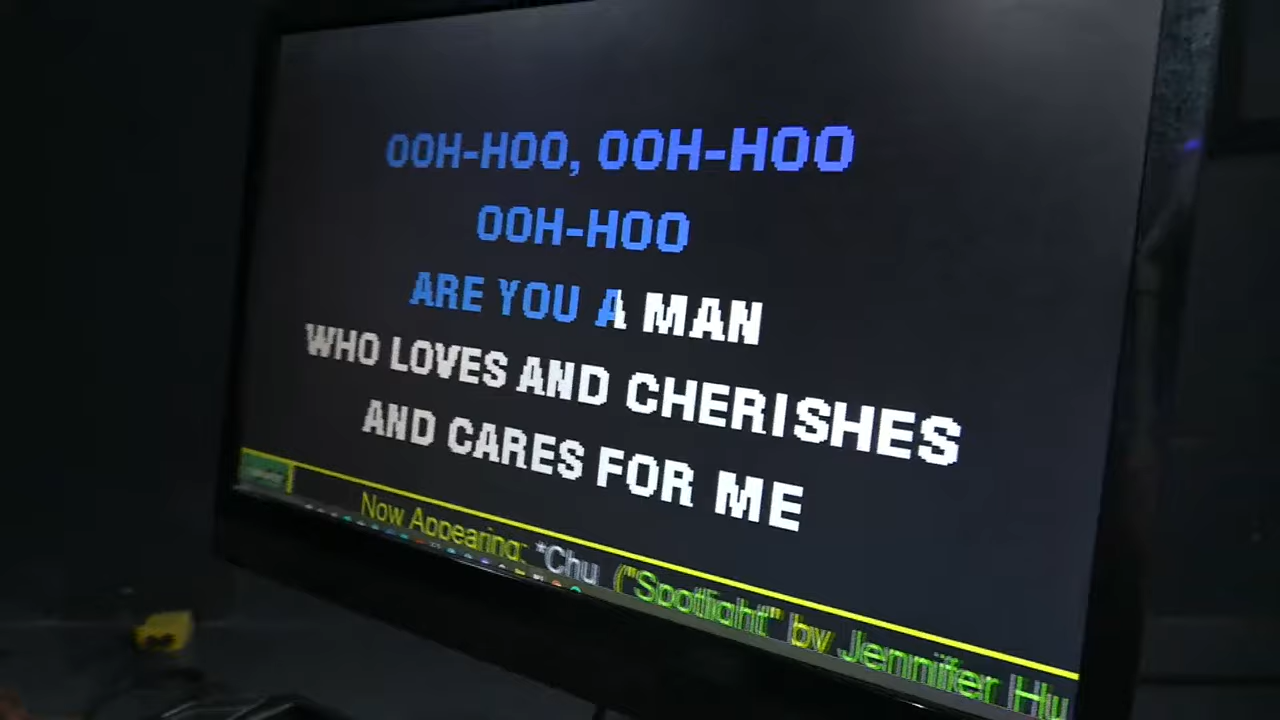 OOH-HOO, OOH-HOO
OOH-HOO
ARE YOU A MAN
WHO LOVES AND CHERISHES
AND CARES FOR ME
Now Appearing: *Chu ("Spotlight" by Jennifer Hu